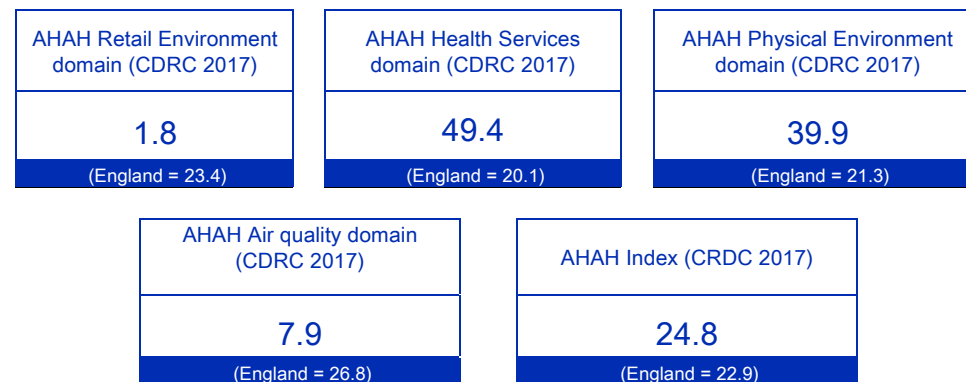 AHAH Retail Environment
domain (CDRC 2017)
1.8
(England = 23.4)
AHAH Health Services
domain (CDRC 2017)
49.4
(England = 20.1)
AHAH Physical Environment
domain (CDRC 2017)
39.9
(England = 21.3)
AHAH Air quality domain
(CDRC 2017)
7.9
(England = 26.8)
AHAH Index (CRDC 2017)
24.8
(England = 22.9)